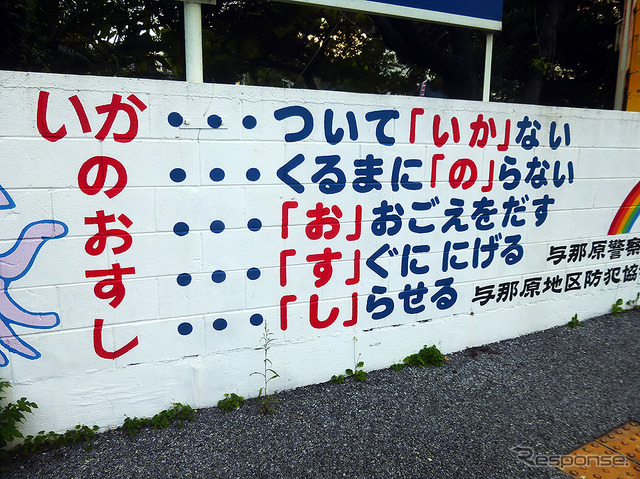 いか・・・ついて「いか」ない
の・・・くるまに「の」らない
お・・・「お」おごえをだす
す・・・「す」ぐににげる
し・・・「し」らせる
与那原警察
与那原地区防犯協
Response.